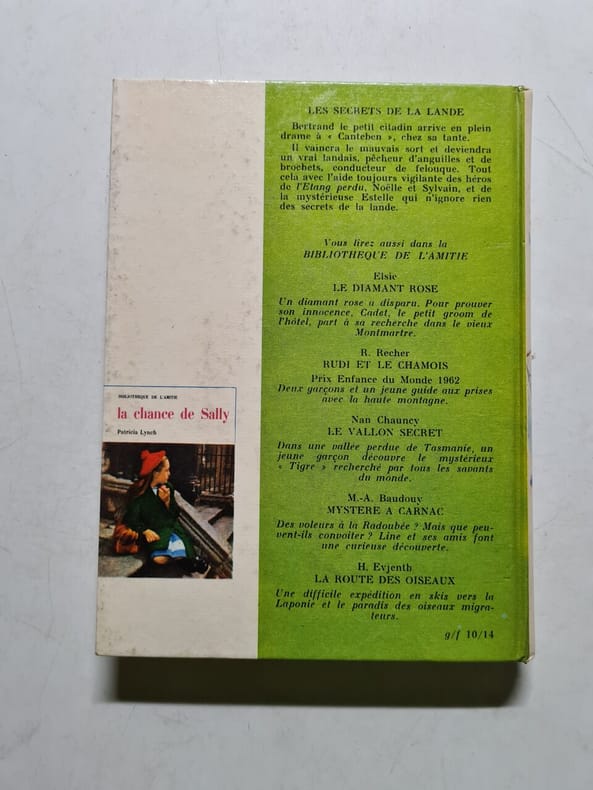 LES SECRETS DE LA LANDE
Bertrand le petit citadin arrive en plein
drame à « Canteben », chez sa tante.
Il vaincra le mauvais sort et deviendra
un vrai landais, pêcheur d'anguilles et de
brochets, conducteur de felouque. Tout
cela avec l'aide toujours vigilante des héros
de l'Etang perdu, Noëlle et Sylvain, et de
la mystérieuse Estelle qui n'ignore rien
des secrets de la lande.
Vous lirez aussi dans la
BIBLIOTHEQUE DE L'AMITIE
Elsie
LE DIAMANT ROSE
Un diamant rose a disparu. Pour prouver
son innocence, Cadet, le petit groom de
l'hôtel, part à sa recherche dans le vieux
Montmartre.
R. Recher
RUDI ET LE CHAMOIS
Prix Enfance du Monde 1962
Deux garçons et un jeune guide aux prises
avec la haute montagne.
Nan Chauncy
LE VALLON SECRET
Dans une vallée perdue de Tasmanie, un
jeune garçon découvre le mystérieux
« Tigre » recherché par tous les savants
du monde.
M.-A. Baudouy
MYSTERE A CARNAC
Des voleurs à la Radoubée ? Mais que peu-
vent-ils convoiter ? Line et ses amis font
une curieuse découverte.
H. Evjenth
LA ROUTE DES OISEAUX
Une difficile expédition en skis vers la
Laponie et le paradis des oiseaux migra-
teurs.
g/f 10/14
BIBLIOTHEQUE DE L'AMITIE
la chance de Sally
Patricia Lynch